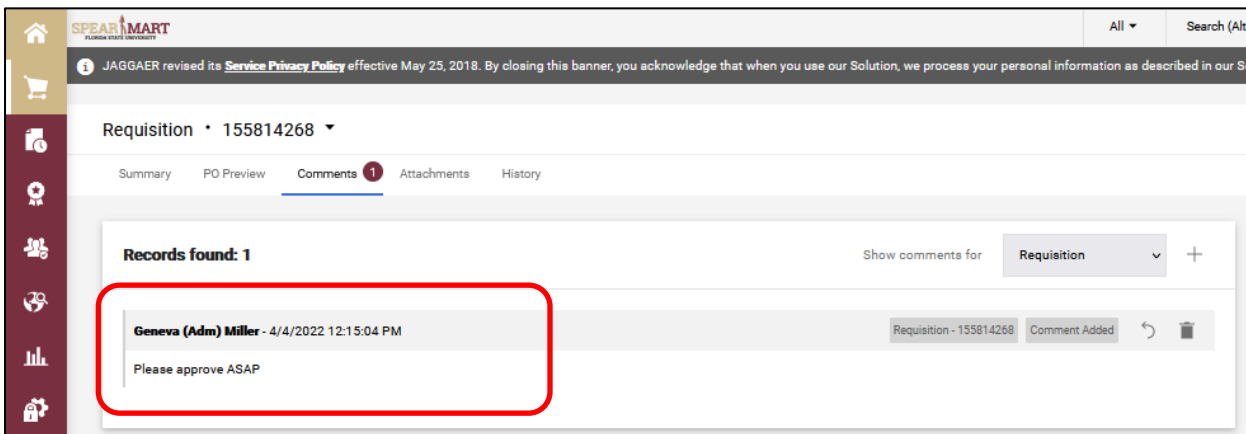 SPEARMART
FLORIDA STATE UNIVERSITY
All
Search (Alt
JAGGAER revised its Service Privacy Policy effective May 25, 2018. By closing this banner, you acknowledge that when you use our Solution, we process your personal information as described in our S
Requisition • 155814268
Summary PO Preview Comments 1 Attachments History
Records found: 1 Show comments for Requisition
Geneva (Adm) Miller - 4/4/2022 12:15:04 PM Requisition - 155814268 Comment Added
Please approve ASAP